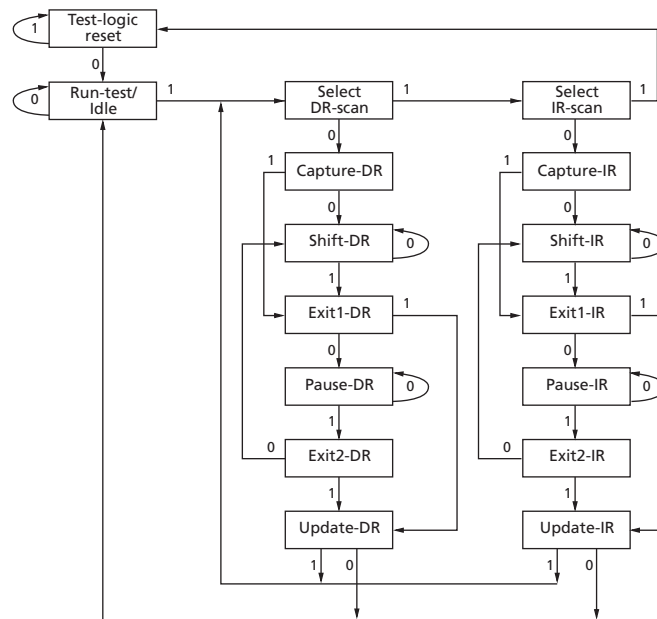 Test-logic
reset
1
0
Run-test/
Idle
0
1
Select
DR-scan
1
Select
IR-scan
1
0
0
1
Capture-DR
1
Capture-IR
0
0
Shift-DR
0
Shift-IR
0
1
1
Exit1-DR
1
Exit1-IR
1
0
0
Pause-DR
0
Pause-IR
0
1
1
0
Exit2-DR
0
Exit2-IR
1
1
Update-DR
Update-IR
1
0
1
0